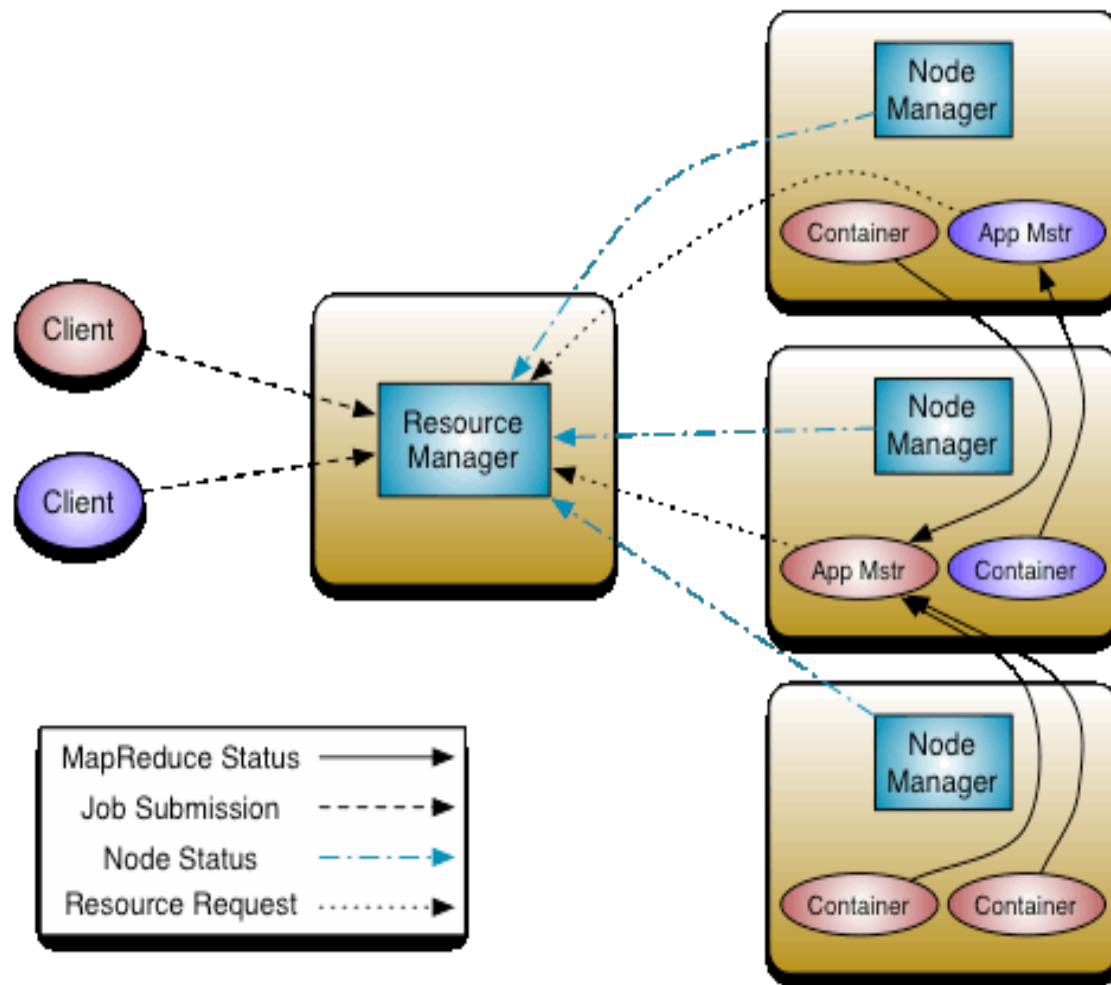 Node
Manager
Container
App Mstr
Client
Resource
Manager
Client
Node
Manager
App Mstr
Container
Node
Manager
Container
Container
MapReduce Status
Job Submission
Node Status
Resource Request